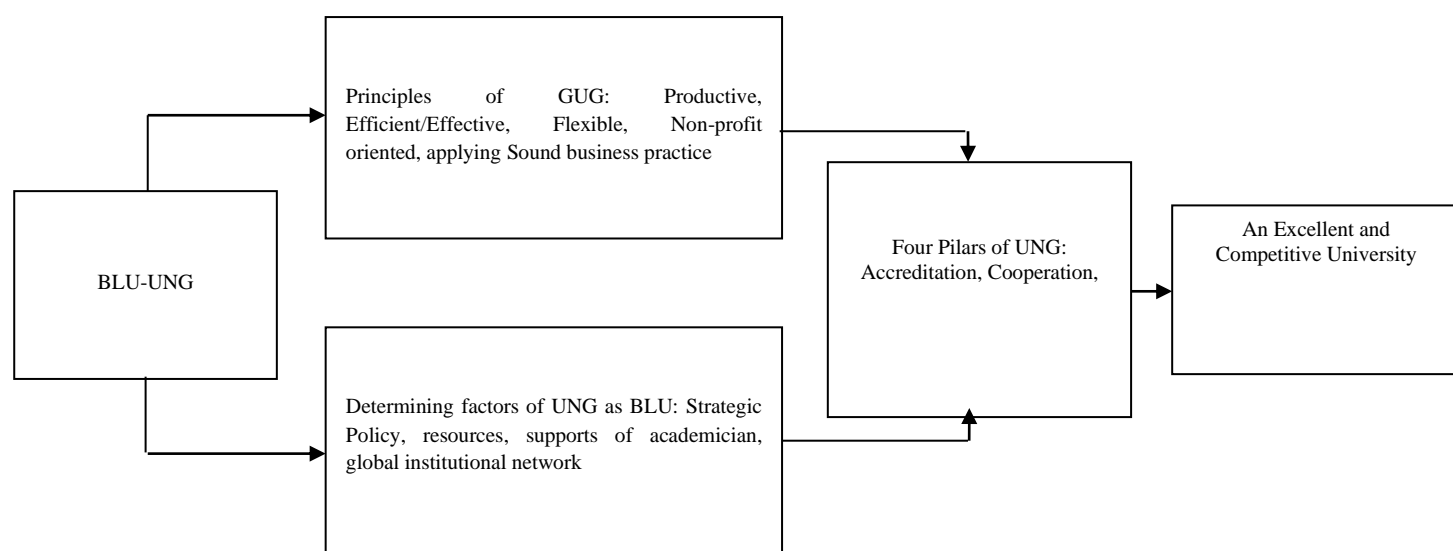 Principles of GUG: Productive,
Efficient/Effective, Flexible, Non-profit
oriented, applying Sound business practice
BLU-UNG
Determining factors of UNG as BLU: Strategic
Policy, resources, supports of academician,
global institutional network
Four Pilars of UNG:
Accreditation, Cooperation,
An Excellent and
Competitive University